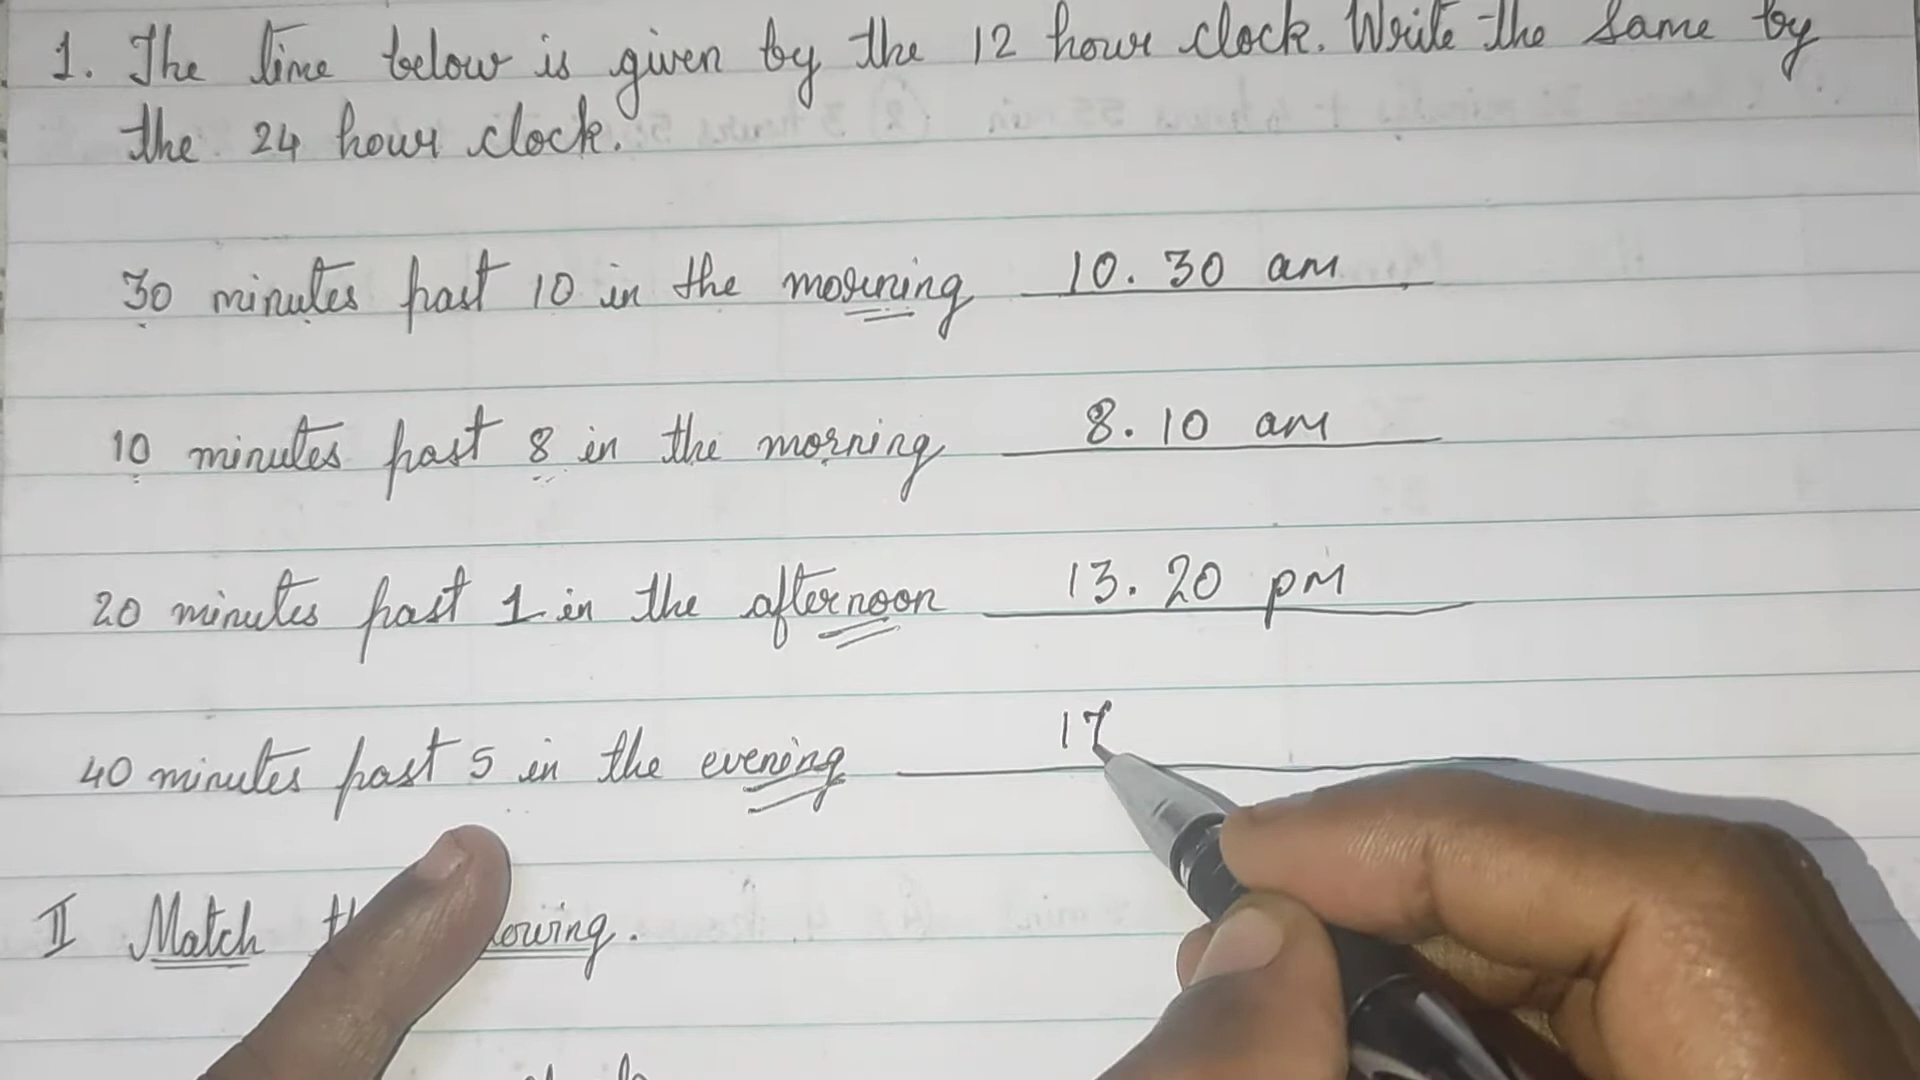 1. The time below is given by the 12 hour clock. Write the same by
the 24 hour clock.
30 minutes past 10 in the morning 10. 30 am
10 minutes past 8 in the morning 8. 10 am
20 minutes past 1 in the afternoon 13. 20 pm
40 minutes past 5 in the evening 17
II Match